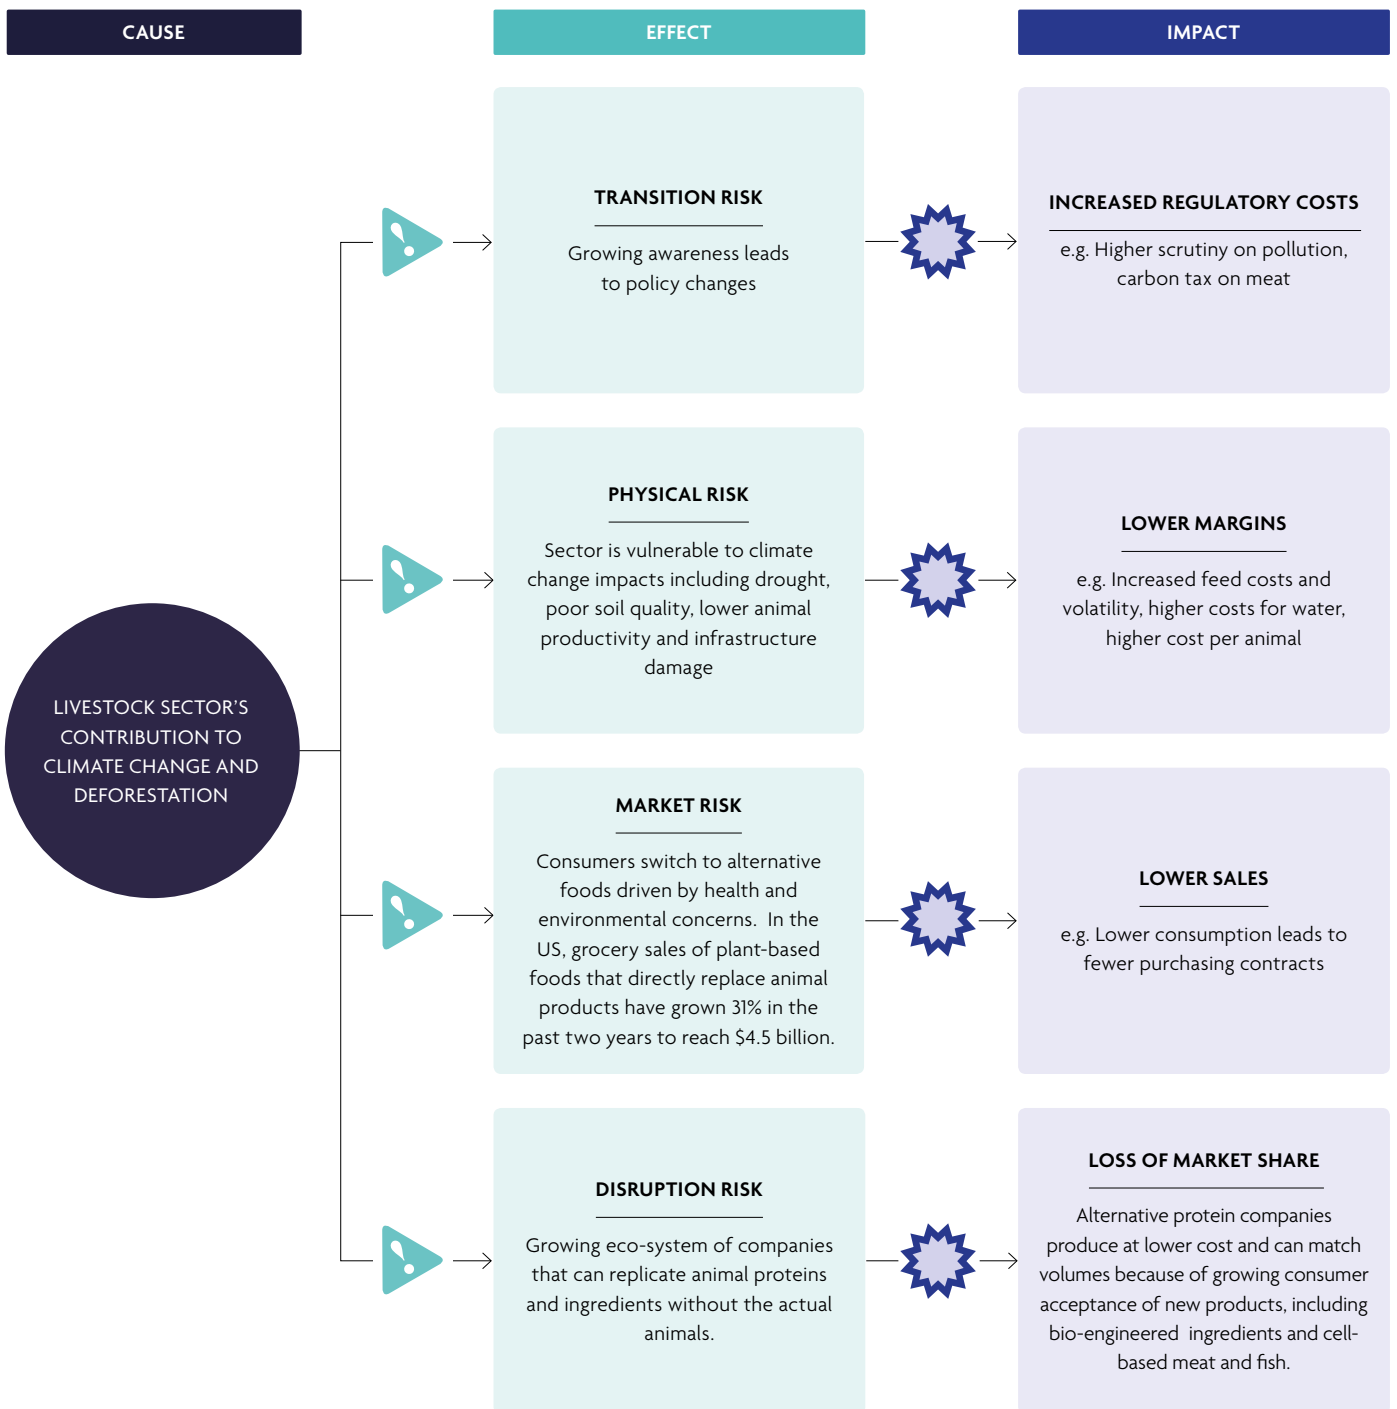 CAUSE
EFFECT
IMPACT
LIVESTOCK SECTOR'S
CONTRIBUTION TO
CLIMATE CHANGE AND
DEFORESTATION
TRANSITION RISK
Growing awareness leads
to policy changes
INCREASED REGULATORY COSTS
e.g. Higher scrutiny on pollution,
carbon tax on meat
PHYSICAL RISK
Sector is vulnerable to climate
change impacts including drought,
poor soil quality, lower animal
productivity and infrastructure
damage
LOWER MARGINS
e.g. Increased feed costs and
volatility, higher costs for water,
higher cost per animal
MARKET RISK
Consumers switch to alternative
foods driven by health and
environmental concerns.  In the
US, grocery sales of plant-based
foods that directly replace animal
products have grown 31% in the
past two years to reach $4.5 billion.
LOWER SALES
e.g. Lower consumption leads to
fewer purchasing contracts
DISRUPTION RISK
Growing eco-system of companies
that can replicate animal proteins
and ingredients without the actual
animals.
LOSS OF MARKET SHARE
Alternative protein companies
produce at lower cost and can match
volumes because of growing consumer
acceptance of new products, including
bio-engineered  ingredients and cell-
based meat and fish.